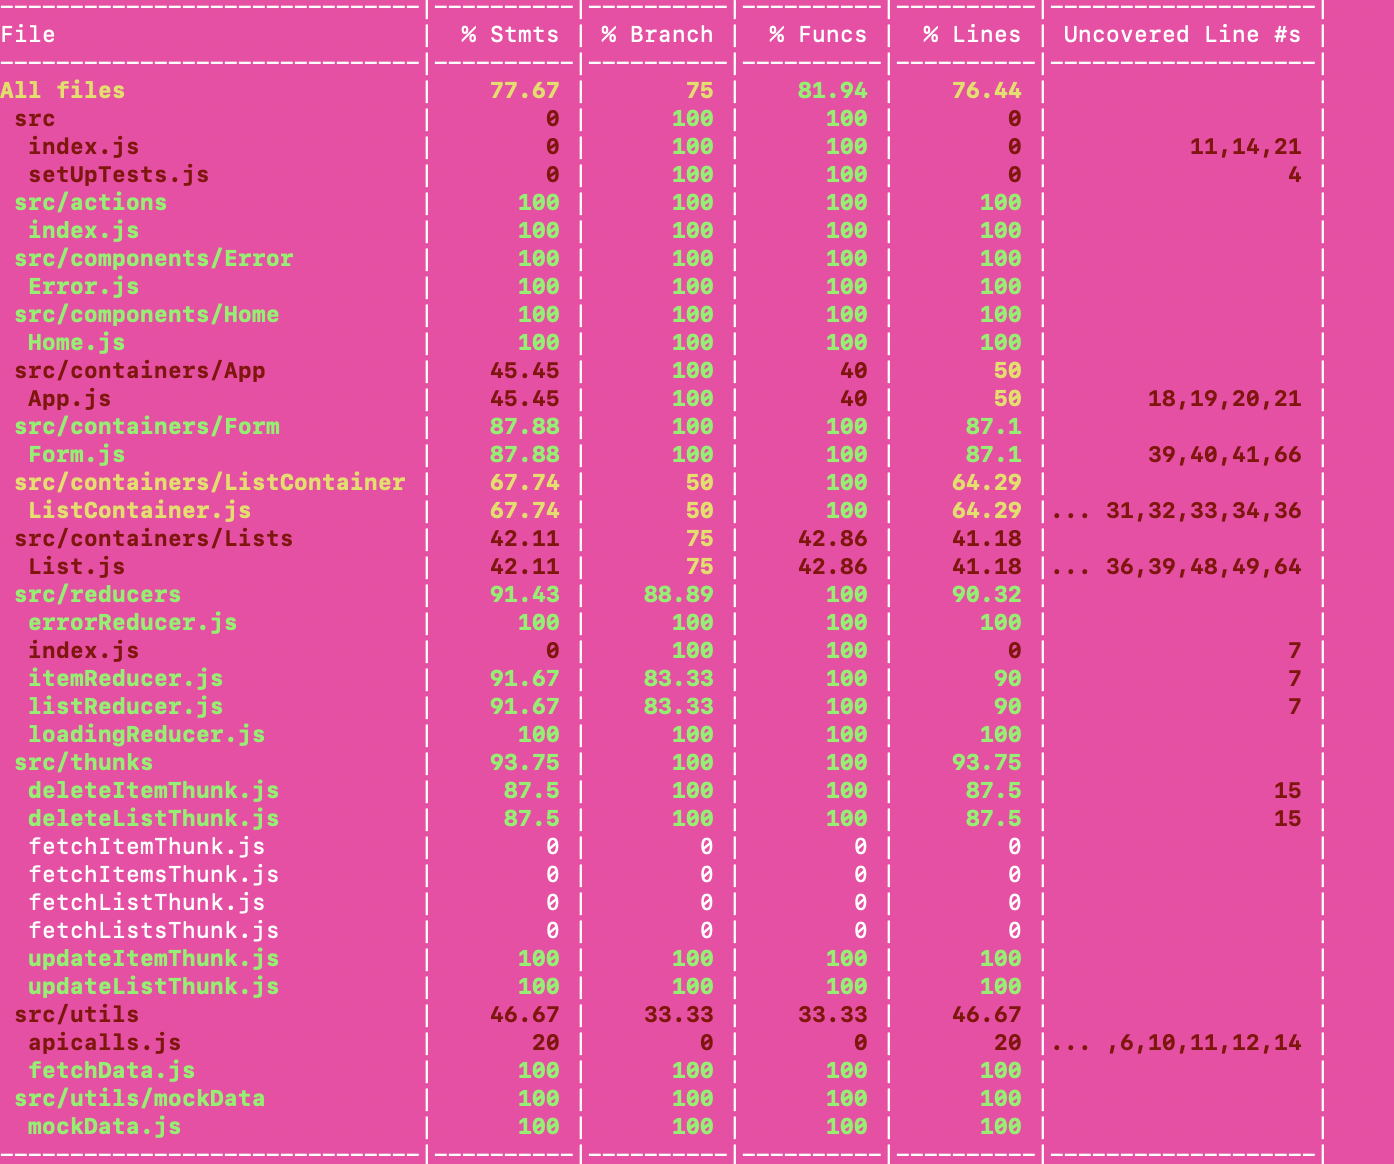 File | % Stmts | % Branch | % Funcs | % Lines | Uncovered Line #s |
All files | 77.67 | 75 | 81.94 | 76.44 | |
src | 0 | 100 | 100 | 0 | |
index.js | 0 | 100 | 100 | 0 | 11,14,21 |
setUpTests.js | 0 | 100 | 100 | 0 | 4 |
src/actions | 100 | 100 | 100 | 100 | |
index.js | 100 | 100 | 100 | 100 | |
src/components/Error | 100 | 100 | 100 | 100 | |
Error.js | 100 | 100 | 100 | 100 | |
src/components/Home | 100 | 100 | 100 | 100 | |
Home.js | 100 | 100 | 100 | 100 | |
src/containers/App | 45.45 | 100 | 40 | 50 | |
App.js | 45.45 | 100 | 40 | 50 | 18,19,20,21 |
src/containers/Form | 87.88 | 100 | 100 | 87.1 | |
Form.js | 87.88 | 100 | 100 | 87.1 | 39,40,41,66 |
src/containers/ListContainer | 67.74 | 50 | 100 | 64.29 | |
ListContainer.js | 67.74 | 50 | 100 | 64.29 |... 31,32,33,34,36 |
src/containers/Lists | 42.11 | 75 | 42.86 | 41.18 | |
List.js | 42.11 | 75 | 42.86 | 41.18 |... 36,39,48,49,64 |
src/reducers | 91.43 | 88.89 | 100 | 90.32 | |
errorReducer.js | 100 | 100 | 100 | 100 | |
index.js | 0 | 100 | 100 | 0 | 7 |
itemReducer.js | 91.67 | 83.33 | 100 | 90 | 7 |
listReducer.js | 91.67 | 83.33 | 100 | 90 | 7 |
loadingReducer.js | 100 | 100 | 100 | 100 | |
src/thunks | 93.75 | 100 | 100 | 93.75 | |
deleteItemThunk.js | 87.5 | 100 | 100 | 87.5 | 15 |
deleteListThunk.js | 87.5 | 100 | 100 | 87.5 | 15 |
fetchItemThunk.js | 0 | 0 | 0 | 0 | |
fetchItemsThunk.js | 0 | 0 | 0 | 0 | |
fetchListThunk.js | 0 | 0 | 0 | 0 | |
fetchListsThunk.js | 0 | 0 | 0 | 0 | |
updateItemThunk.js | 100 | 100 | 100 | 100 | |
updateListThunk.js | 100 | 100 | 100 | 100 | |
src/utils | 46.67 | 33.33 | 33.33 | 46.67 | |
apicalls.js | 20 | 0 | 0 | 20 |... ,6,10,11,12,14 |
fetchData.js | 100 | 100 | 100 | 100 | |
src/utils/mockData | 100 | 100 | 100 | 100 | |
mockData.js | 100 | 100 | 100 | 100 | |